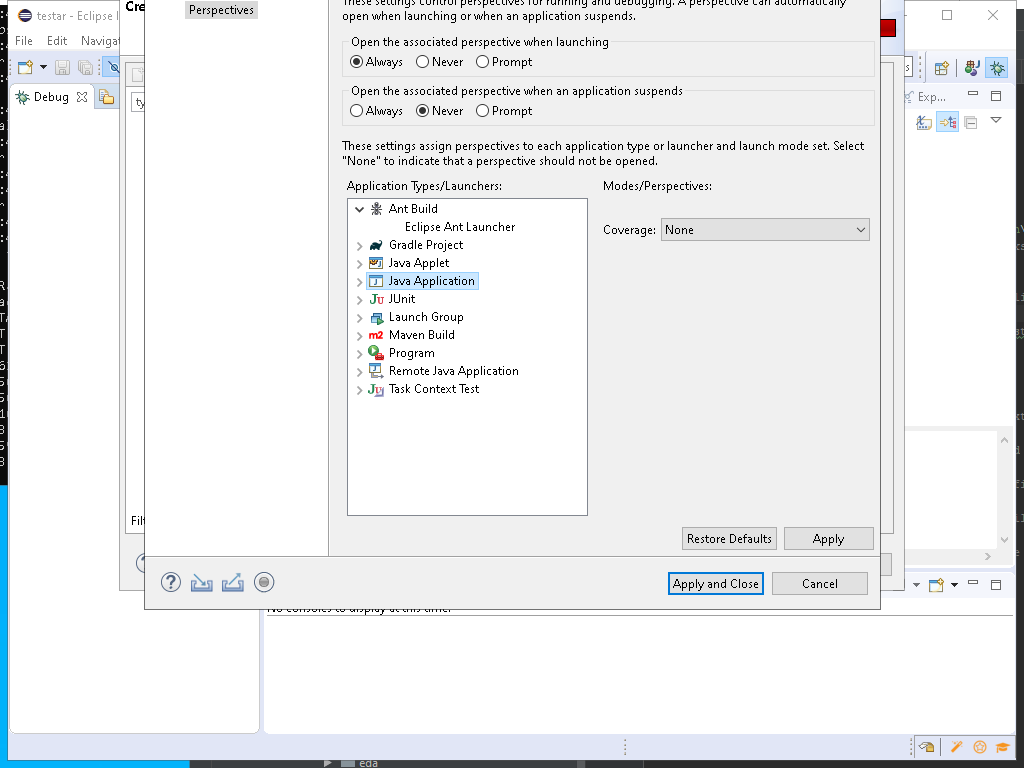 testar - Eclipse I
Cre
Perspectives
These settings control perspectives for running and debugging. A perspective can automatically
open when launching or when an application suspends.
File Edit Naviga
Open the associated perspective when launching
Always Never Prompt
Debug
Exp...
Open the associated perspective when an application suspends
Always Never Prompt
ty
These settings assign perspectives to each application type or launcher and launch mode set. Select
"None" to indicate that a perspective should not be opened.
Application Types/Launchers:
Modes/Perspectives:
Ant Build
Eclipse Ant Launcher
Coverage: None
Gradle Project
Java Applet
Java Application
JUnit
Launch Group
Maven Build
Program
Remote Java Application
Task Context Test
Filt
Restore Defaults
Apply
Apply and Close
Cancel
No consoles to display at this time.
eda